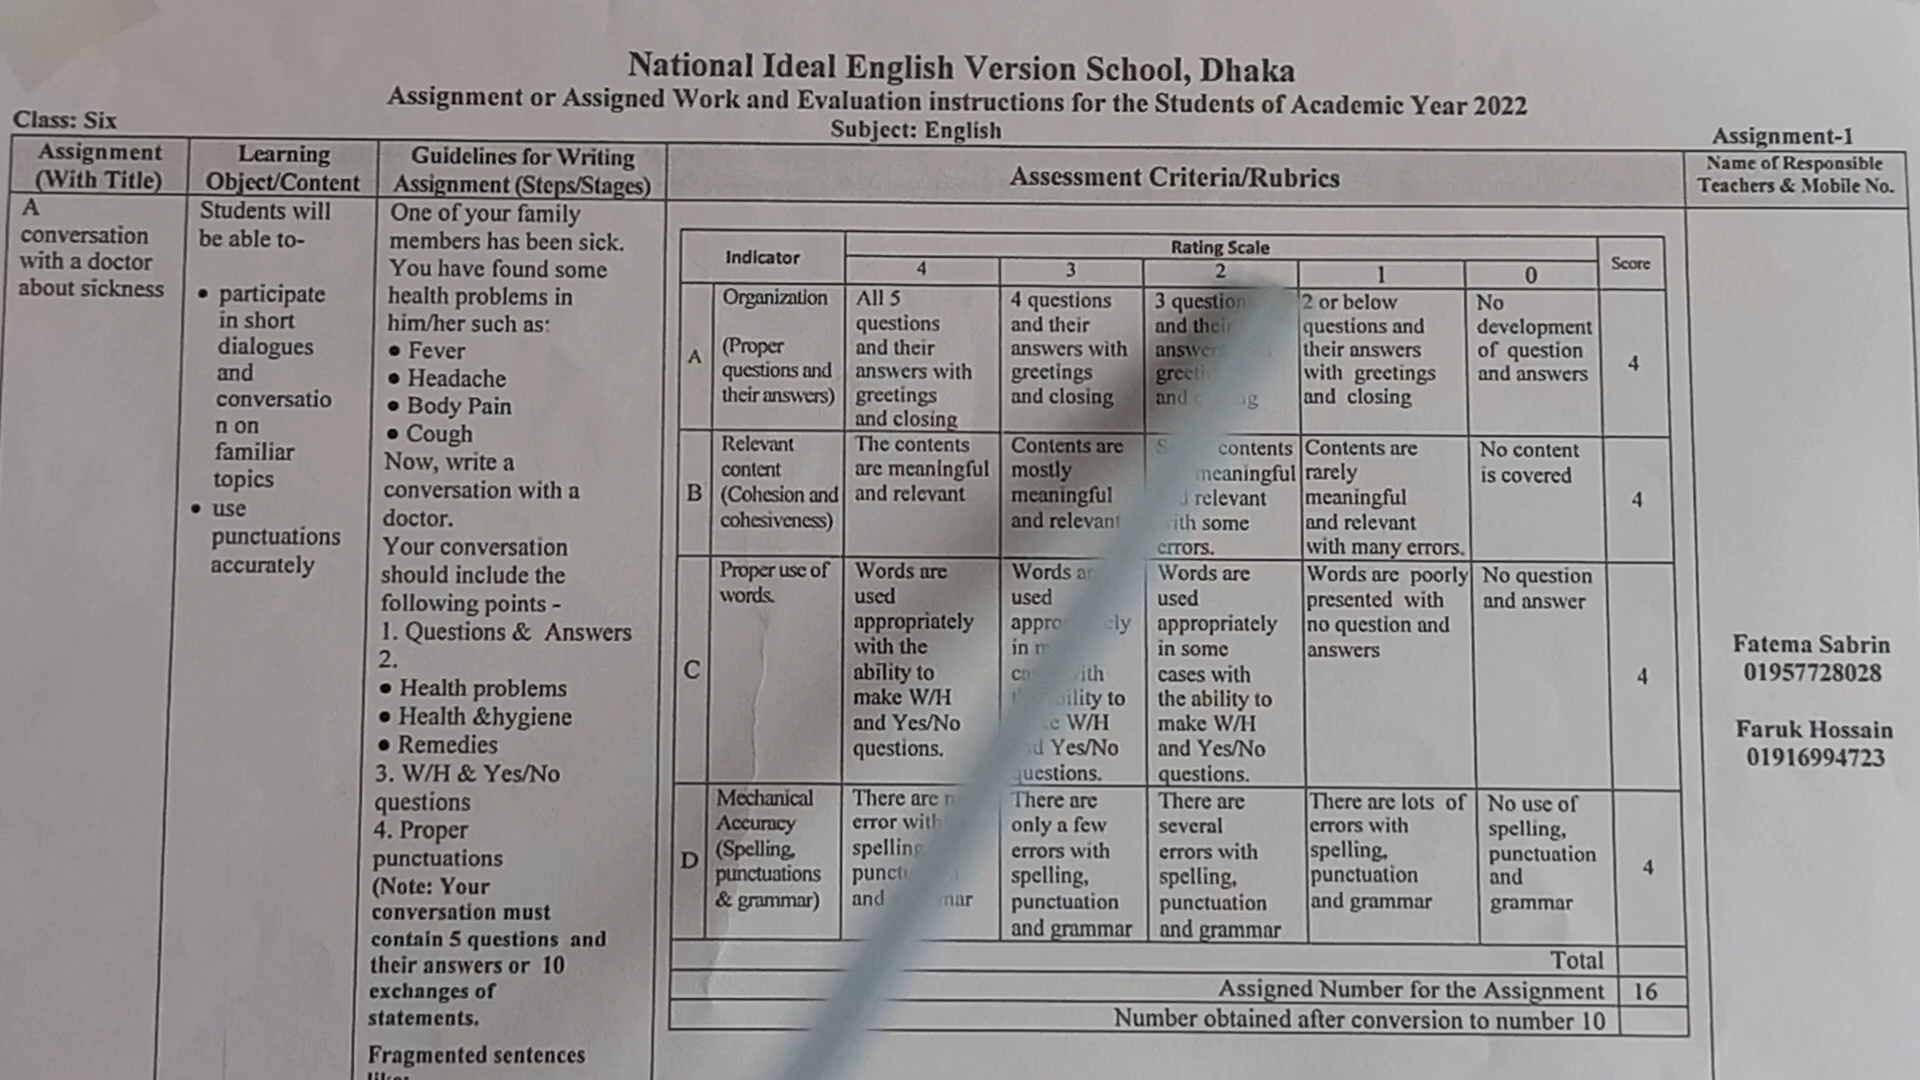 National Ideal English Version School, Dhaka
Assignment or Assigned Work and Evaluation instructions for the Students of Academic Year 2022
Class: Six
Subject: English
Assignment-1
Assignment
(With Title)
Learning
Object/Content
Guidelines for Writing
Assignment (Steps/Stages)
Assessment Criteria/Rubrics
Name of Responsible
Teachers & Mobile No.
A
conversation
with a doctor
about sickness
Students will
be able to-
• participate
in short
dialogues
and
conversatio
n on
familiar
topics
• use
punctuations
accurately
One of your family
members has been sick.
You have found some
health problems in
him/her such as:
• Fever
• Headache
• Body Pain
• Cough
Now, write a
conversation with a
doctor.
Your conversation
should include the
following points -
1. Questions & Answers
2.
• Health problems
• Health &hygiene
• Remedies
3. W/H & Yes/No
questions
4. Proper
punctuations
(Note: Your
conversation must
contain 5 questions and
their answers or 10
exchanges of
statements.
Fragmented sentences
Indicator
Rating Scale
Score
4
3
2
1
0
A
Organization
(Proper
questions and
their answers)
All 5
questions
and their
answers with
greetings
and closing
4 questions
and their
answers with
greetings
and closing
3
and
and
2 or below
questions and
their answers
with greetings
and closing
No
development
of question
and answers
4
B
Relevant
content
(Cohesion and
cohesiveness)
The contents
are meaningful
and relevant
Contents are
mostly
meaningful
and relevant
contents
meaningful
relevant
some
errors.
Contents are
rarely
meaningful
and relevant
with many errors.
No content
is covered
4
C
Proper use of
words.
Words are
used
appropriately
with the
ability to
make W/H
and Yes/No
questions.
Words
used
in
to
W/H
Yes/No
questions.
Words are
used
appropriately
in some
cases with
the ability to
make W/H
and Yes/No
questions.
Words are poorly
presented with
no question and
answers
No question
and answer
4
D
Mechanical
Accuracy
(Spelling,
punctuations
& grammar)
There are
error with
spelling
and
There are
only a few
errors with
spelling,
punctuation
and grammar
There are
several
errors with
spelling,
punctuation
and grammar
There are lots of
errors with
spelling,
punctuation
and grammar
No use of
spelling,
punctuation
and
grammar
4
Total
Assigned Number for the Assignment 16
Number obtained after conversion to number 10
Fatema Sabrin
01957728028
Faruk Hossain
01916994723